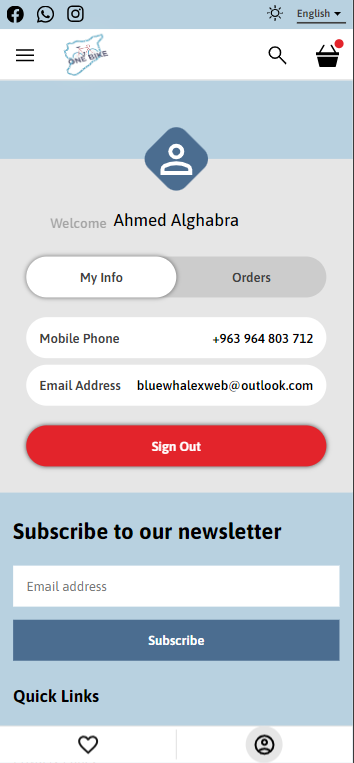 English
ONE BIKE
Welcome Ahmed Alghabra
My Info
Orders
Mobile Phone +963 964 803 712
Email Address bluewhalexweb@outlook.com
Sign Out
Subscribe to our newsletter
Email address
Subscribe
Quick Links